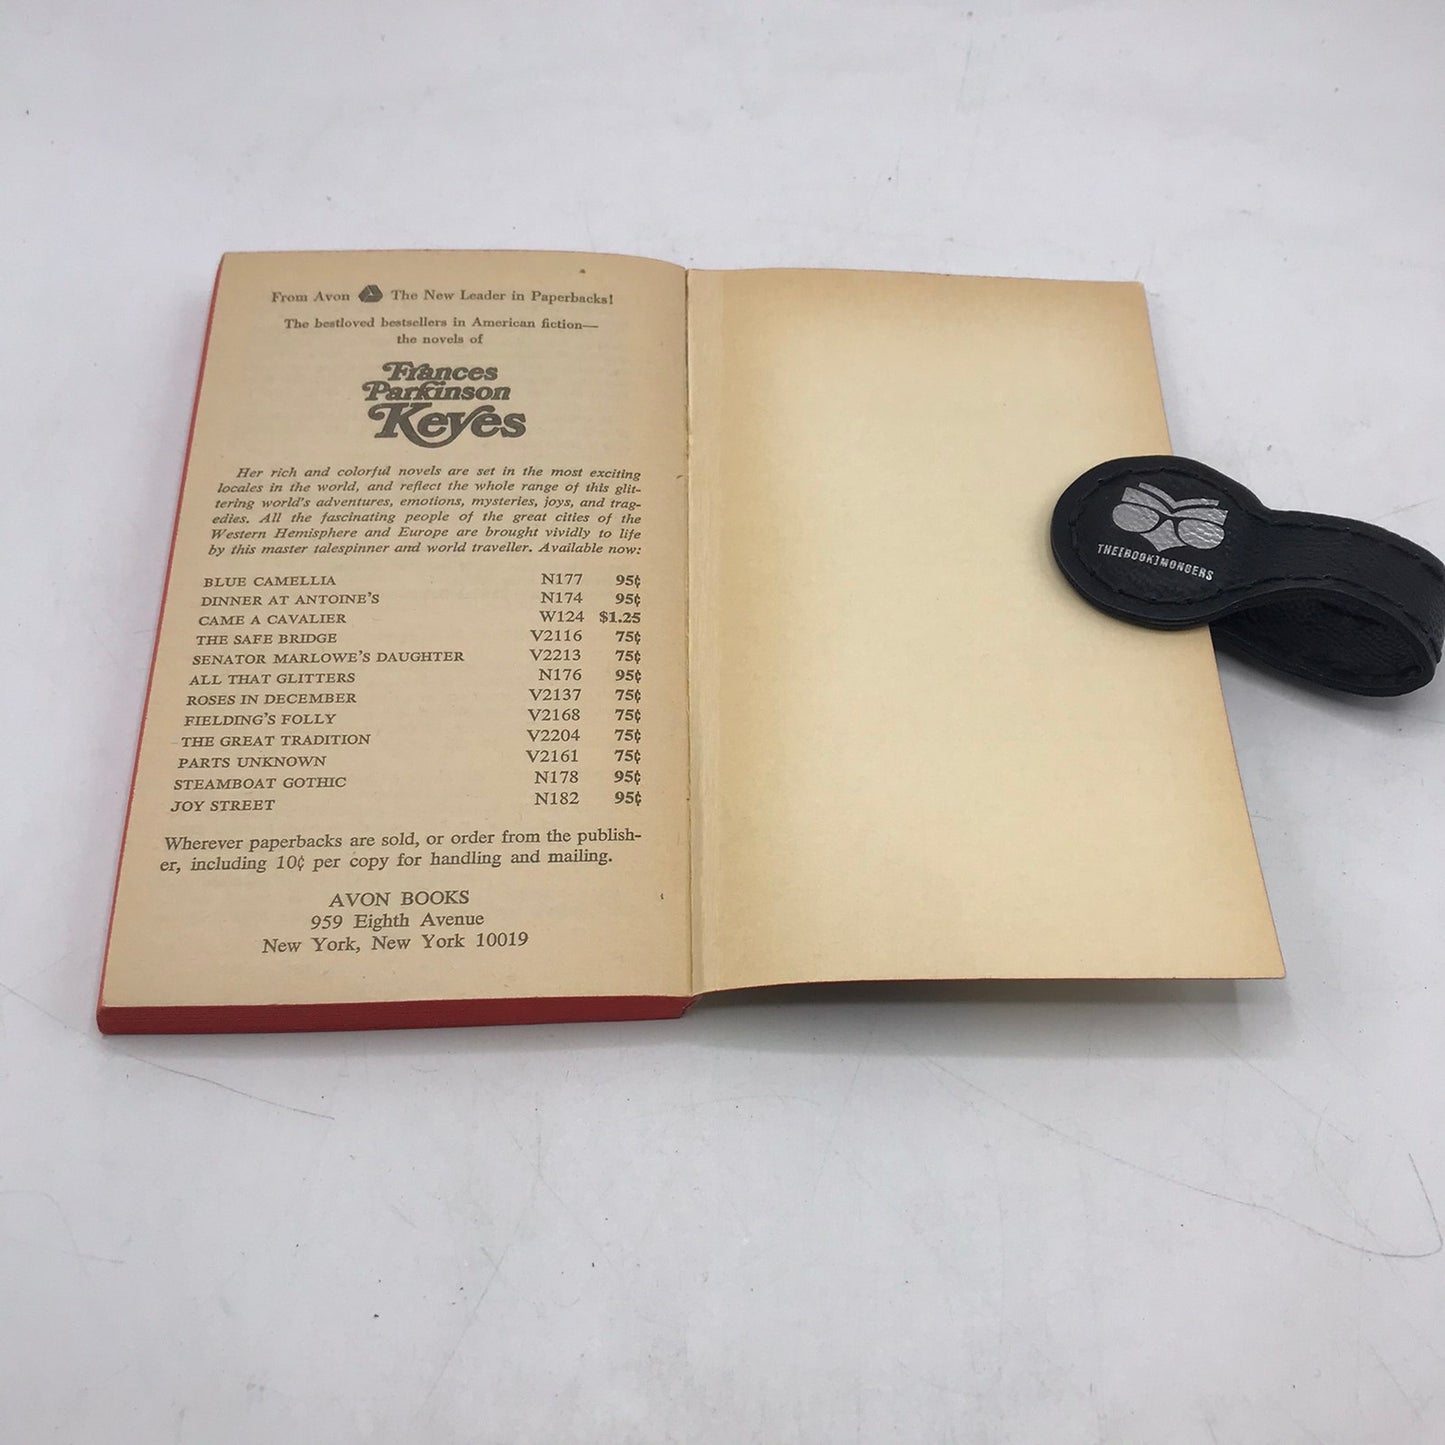 From Avon The New Leader in Paperbacks!
The bestloved bestsellers in American fiction—
the novels of
Frances
Parkinson
Keyes
Her rich and colorful novels are set in the most exciting
locales in the world, and reflect the whole range of this glit-
tering world's adventures, emotions, mysteries, joys, and trag-
edies. All the fascinating people of the great cities of the
Western Hemisphere and Europe are brought vividly to life
by this master talespinner and world traveller. Available now:
BLUE CAMELLIA N177 95¢
DINNER AT ANTOINE'S N174 95¢
CAME A CAVALIER W124 $1.25
THE SAFE BRIDGE V2116 75¢
SENATOR MARLOWE'S DAUGHTER V2213 75¢
ALL THAT GLITTERS N176 95¢
ROSES IN DECEMBER V2137 75¢
FIELDING'S FOLLY V2168 75¢
THE GREAT TRADITION V2204 75¢
PARTS UNKNOWN V2161 75¢
STEAMBOAT GOTHIC N178 95¢
JOY STREET N182 95¢
Wherever paperbacks are sold, or order from the publish-
er, including 10¢ per copy for handling and mailing.
AVON BOOKS
959 Eighth Avenue
New York, New York 10019
THE[BOOK]MONGERS